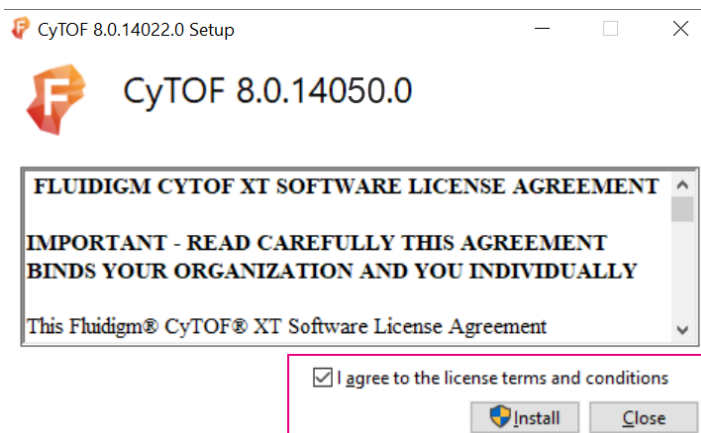 CyTOF 8.0.14022.0 Setup
CyTOF 8.0.14050.0
FLUIDIGM CYTOF XT SOFTWARE LICENSE AGREEMENT
IMPORTANT - READ CAREFULLY THIS AGREEMENT
BINDS YOUR ORGANIZATION AND YOU INDIVIDUALLY
This Fluidigm® CyTOF® XT Software License Agreement
I agree to the license terms and conditions
Install Close